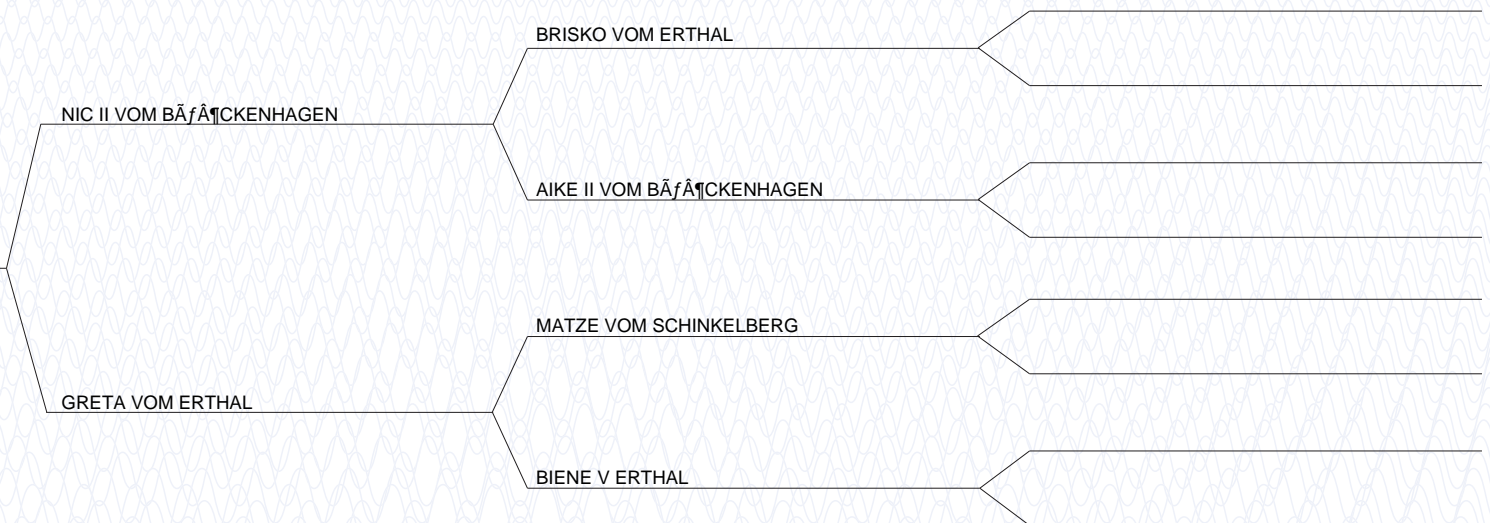 BRISKO VOM ERTHAL
NIC II VOM BÃƒÂ¶CKENHAGEN
AIKE II VOM BÃƒÂ¶CKENHAGEN
MATZE VOM SCHINKELBERG
GRETA VOM ERTHAL
BIENE V ERTHAL